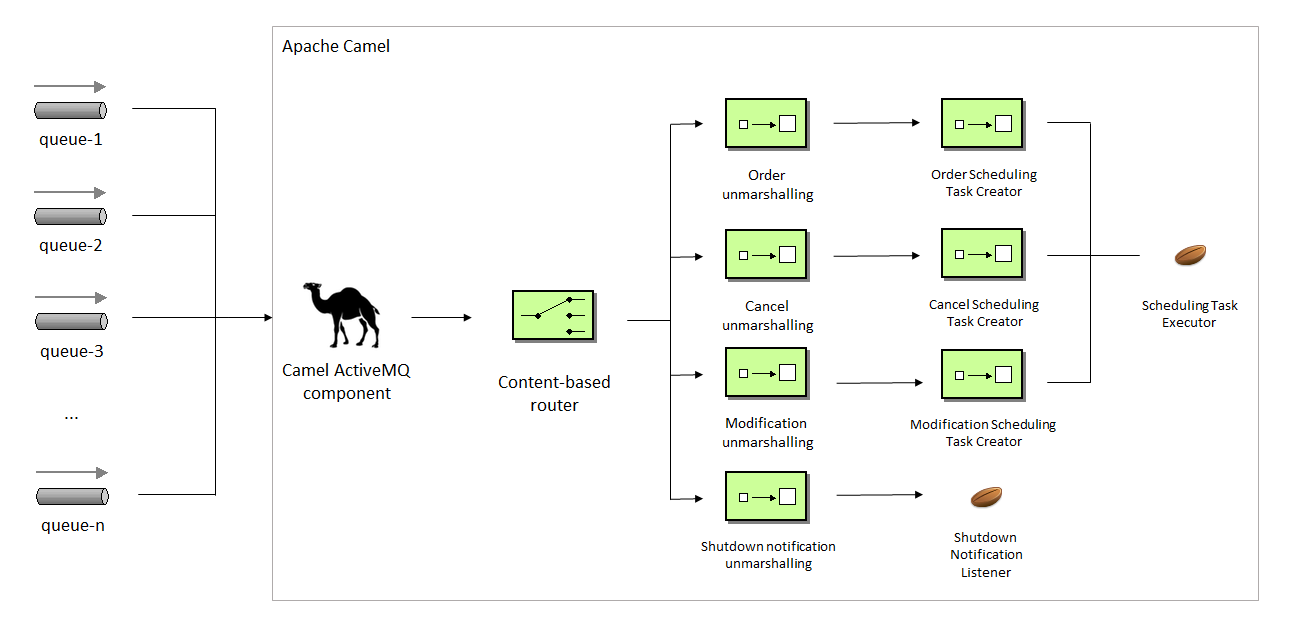 Apache Camel
queue-1
queue-2
queue-3
...
queue-n
Camel ActiveMQ
component
Content-based
router
Order
unmarshalling
Order Scheduling
Task Creator
Cancel
unmarshalling
Cancel Scheduling
Task Creator
Scheduling Task
Executor
Modification
unmarshalling
Modification Scheduling
Task Creator
Shutdown notification
unmarshalling
Shutdown
Notification
Listener